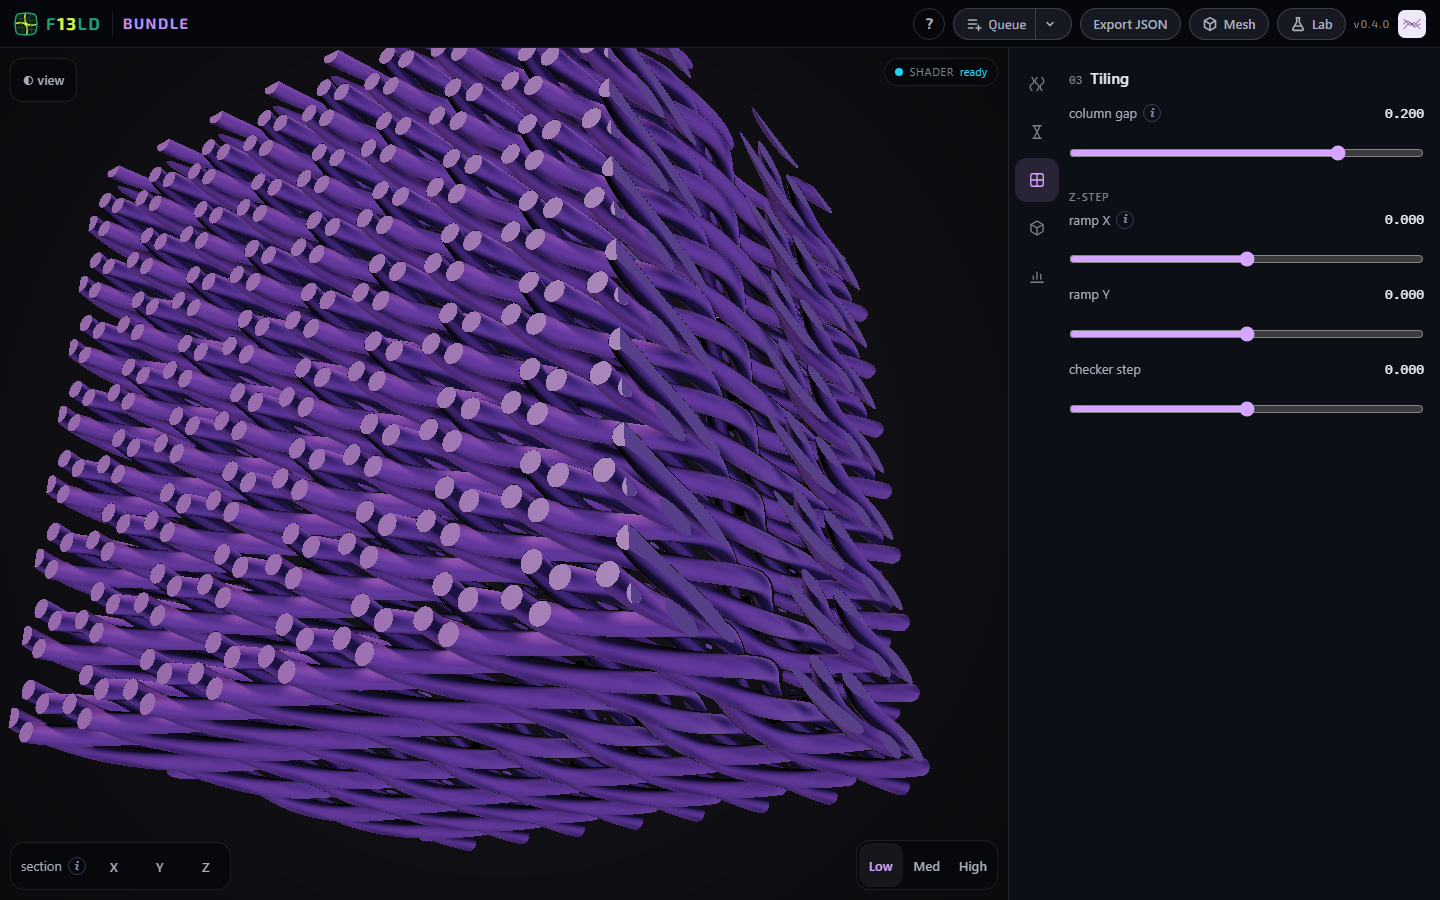 F13LD BUNDLE ? Queue Export JSON Mesh Lab v0.4.0
view
SHADER ready
03 Tiling
column gap i 0.200
Z-STEP
ramp X i 0.000
ramp Y 0.000
checker step 0.000
section i X Y Z
Low Med High